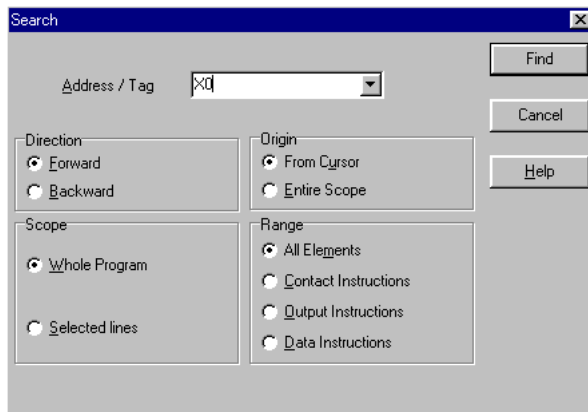 Search
Address / Tag
X0
Find
Cancel
Help
Direction
Forward
Backward
Origin
From Cursor
Entire Scope
Scope
Whole Program
Selected lines
Range
All Elements
Contact Instructions
Output Instructions
Data Instructions